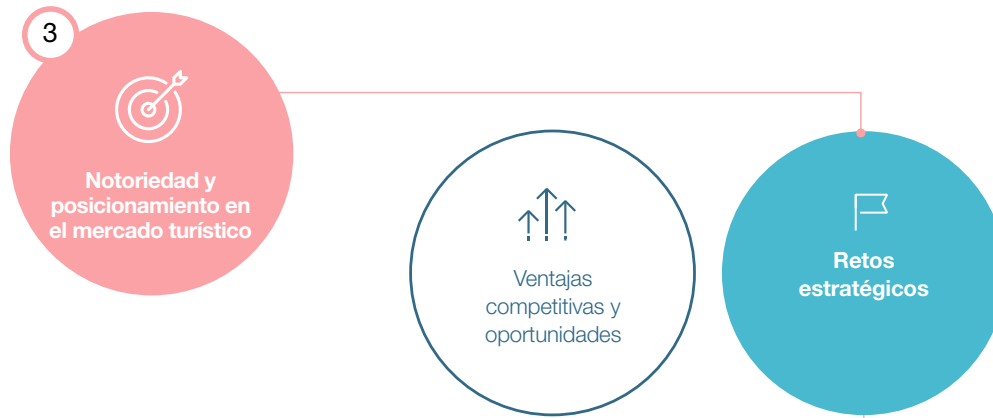 3
Notoriedad y
posicionamiento en
el mercado turístico
Ventajas
competitivas y
oportunidades
Retos
estratégicos